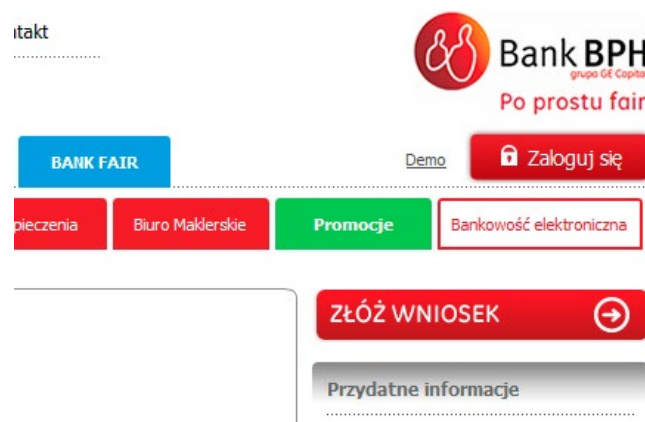 ntakt
Bank BPH
grupa GE Capital
Po prostu fair
BANK FAIR
Demo
Zaloguj się
pieczenia
Biuro Maklerskie
Promocje
Bankowość elektroniczna
ZŁÓŻ WNIOSEK
Przydatne informacje